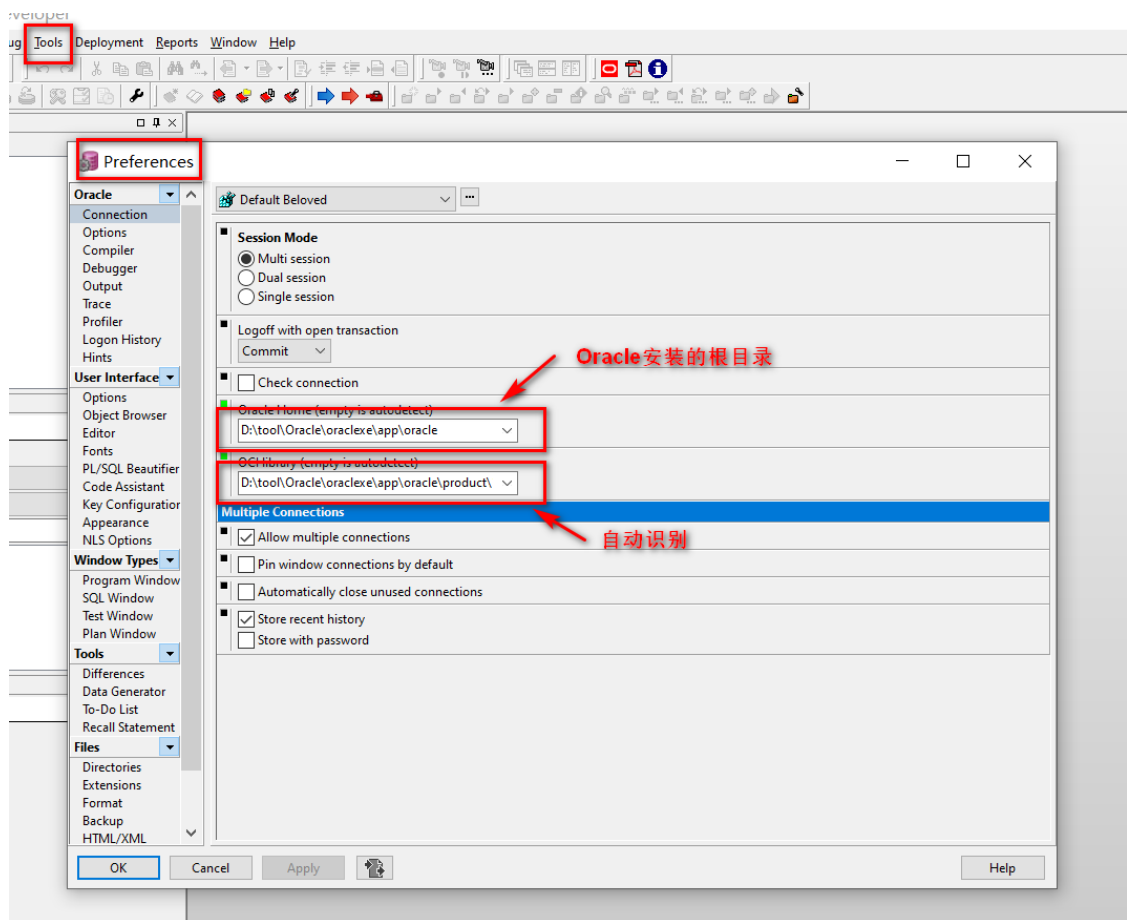 eveloper
ug Tools Deployment Reports Window Help
Preferences
Oracle
Connection
Options
Compiler
Debugger
Output
Trace
Profiler
Logon History
Hints
User Interface
Options
Object Browser
Editor
Fonts
PL/SQL Beautifier
Code Assistant
Key Configuration
Appearance
NLS Options
Window Types
Program Window
SQL Window
Test Window
Plan Window
Tools
Differences
Data Generator
To-Do List
Recall Statement
Files
Directories
Extensions
Format
Backup
HTML/XML
Default Beloved
Session Mode
Multi session
Dual session
Single session
Logoff with open transaction
Commit
Oracle安装的根目录
Check connection
Oracle Home (empty is autodetect)
D:\tool\Oracle\oraclexe\app\oracle
OCI library (empty is autodetect)
D:\tool\Oracle\oraclexe\app\oracle\product\
Multiple Connections
自动识别
Allow multiple connections
Pin window connections by default
Automatically close unused connections
Store recent history
Store with password
OK Cancel Apply Help